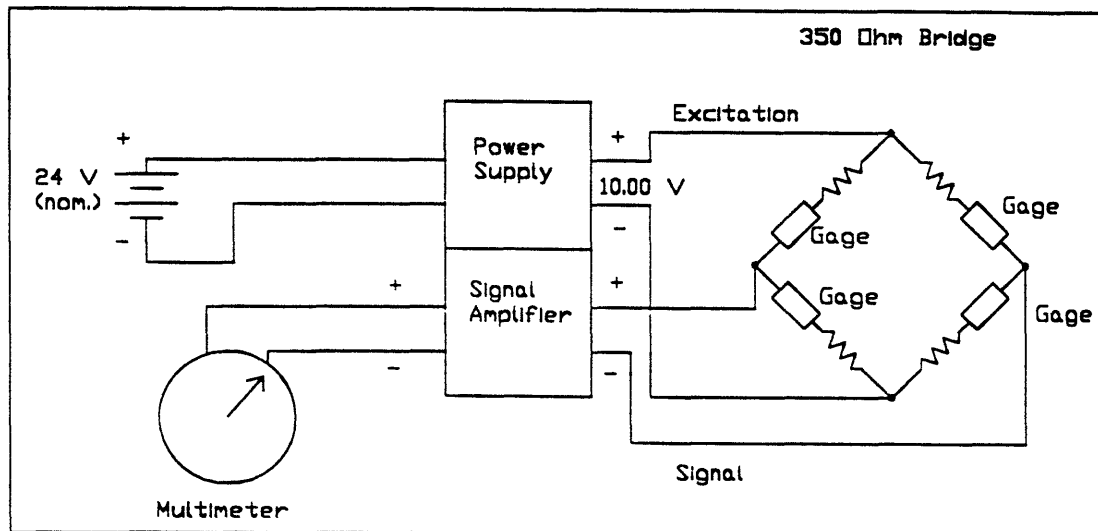 350 Ohm Bridge
Excitation
+
+
Power
Supply
24 V
(nom.)
10.00 V
Gage
Gage
-
-
Gage
+
Signal
Amplifier
+
Gage
-
-
Signal
Multimeter